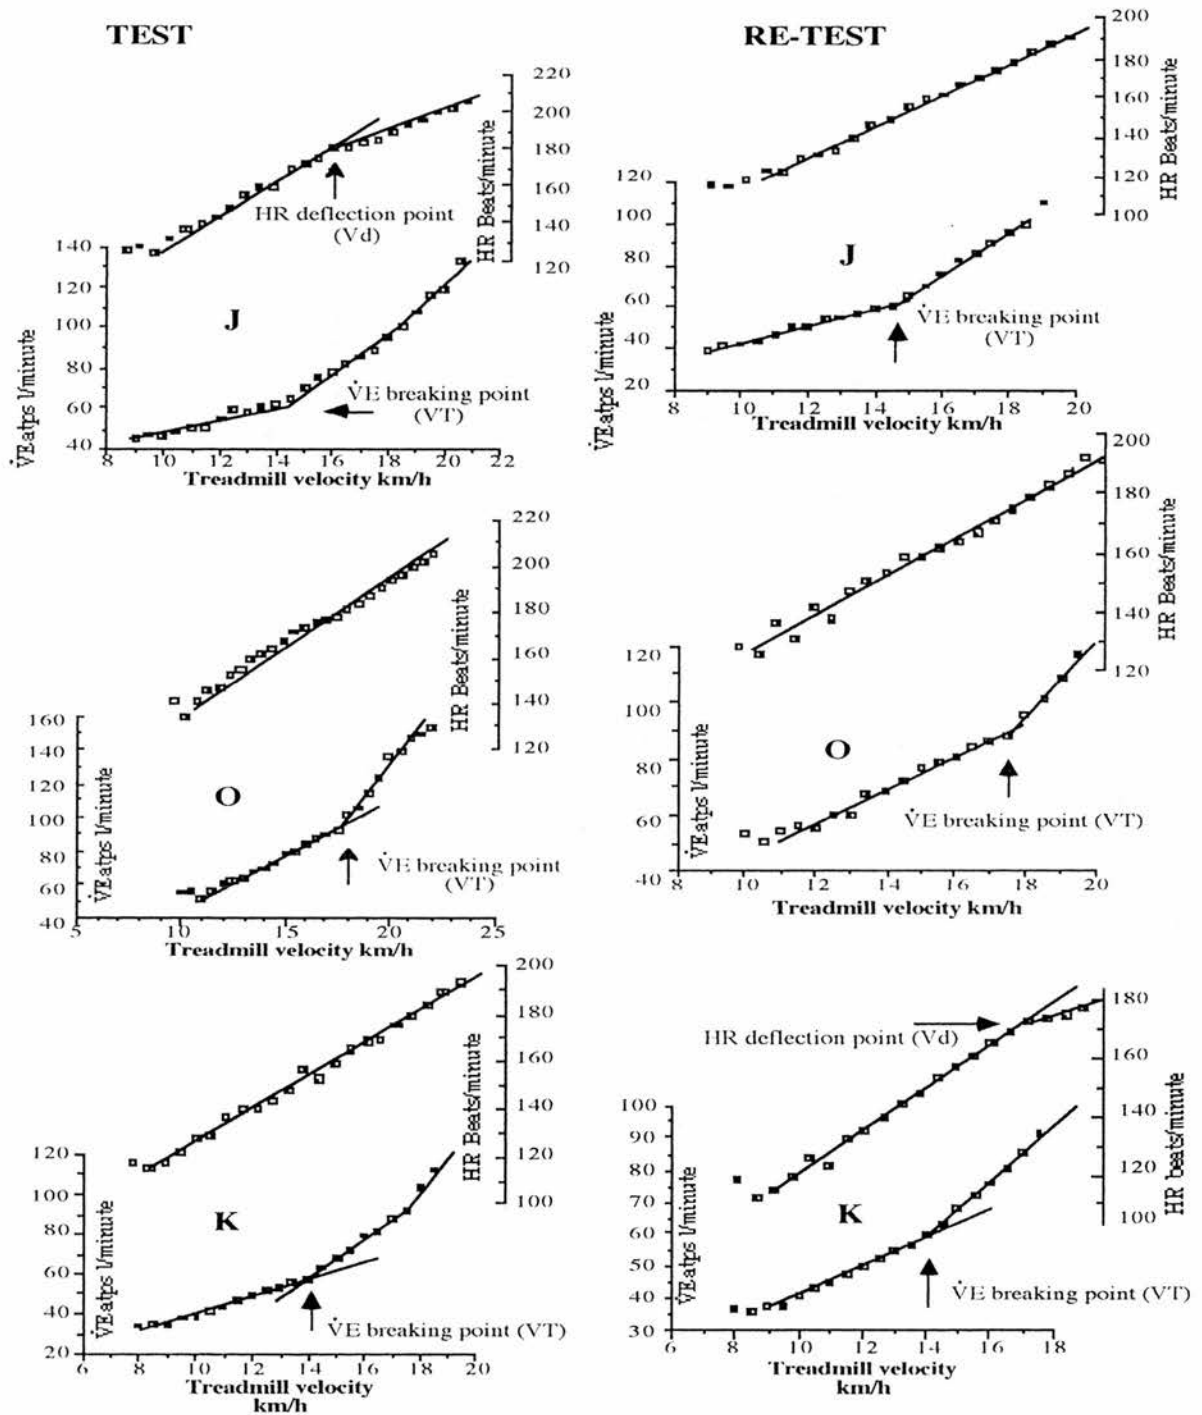 TEST
RE-TEST
220
200
180
160
140
120
HR Beats/minute
HR deflection point
(Vd)
140
120
100
80
60
40
V̇Eatps l/minute
J
V̇E breaking point
(VT)
8
10
12
14
16
18
20
22
Treadmill velocity km/h
200
180
160
140
120
100
HR Beats/minute
120
100
80
60
40
20
V̇Eatps l/minute
J
V̇E breaking point
(VT)
8
10
12
14
16
18
20
Treadmill velocity km/h
220
200
180
160
140
120
HR Beats/minute
160
140
120
100
80
60
40
V̇Eatps l/minute
O
V̇E breaking point
(VT)
5
10
15
20
25
Treadmill velocity km/h
200
180
160
140
120
HR Beats/minute
120
100
80
60
40
V̇Eatps l/minute
O
V̇E breaking point (VT)
8
10
12
14
16
18
20
Treadmill velocity km/h
200
180
160
140
120
100
HR Beats/minute
120
100
80
60
40
20
V̇Eatps l/minute
K
V̇E breaking point (VT)
6
8
10
12
14
16
18
20
Treadmill velocity
km/h
180
160
140
120
100
HR beats/minute
HR deflection point (Vd)
100
90
80
70
60
50
40
30
V̇Eatps l/minute
K
V̇E breaking point (VT)
6
8
10
12
14
16
18
Treadmill velocity
km/h